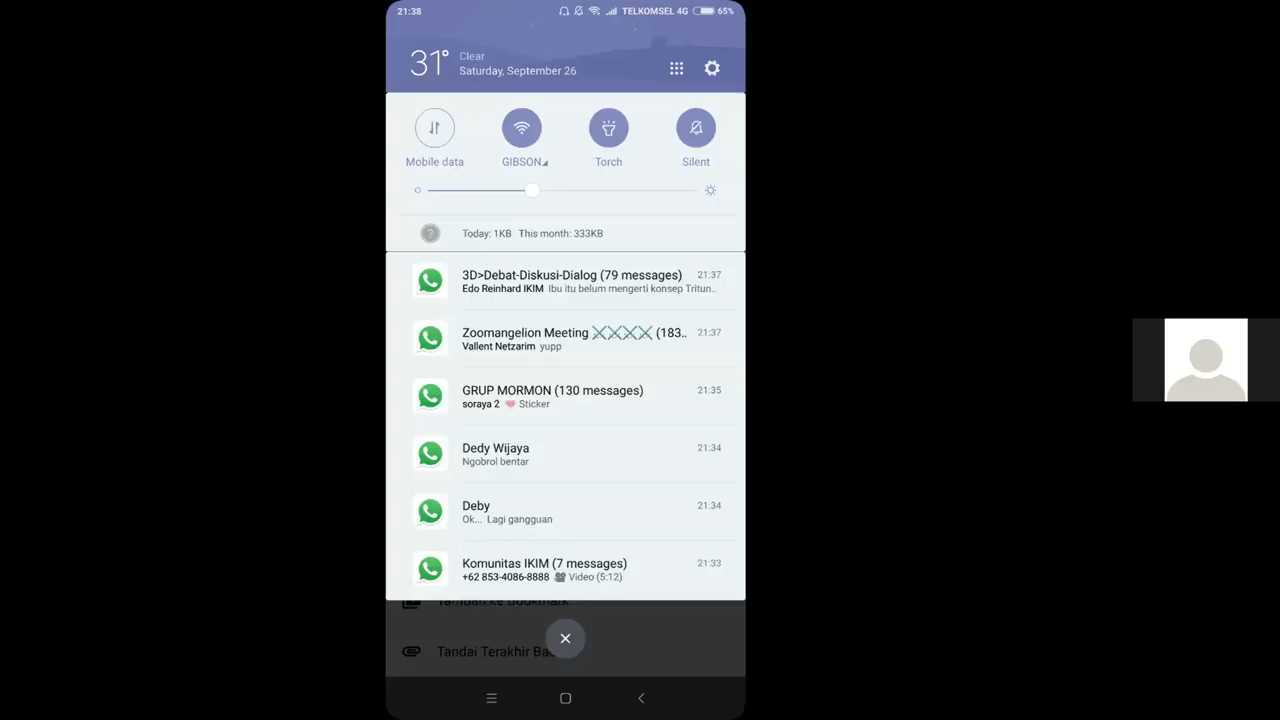 21:38
TELKOMSEL 4G 65%
31°
Clear
Saturday, September 26
Mobile data
GIBSON
Torch
Silent
Today: 1KB This month: 333KB
3D>Debat-Diskusi-Dialog (79 messages) 21:37
Edo Reinhard IKIM Ibu itu belum mengerti konsep Tritun..
Zoomangelion Meeting ⚔⚔⚔⚔ (183.. 21:37
Vallent Netzarim yupp
GRUP MORMON (130 messages) 21:35
soraya 2 💗 Sticker
Dedy Wijaya 21:34
Ngobrol bentar
Deby 21:34
Ok... Lagi gangguan
Komunitas IKIM (7 messages) 21:33
+62 853-4086-8888 🎥 Video (5:12)
ke Bookmark
Tandai Terakhir